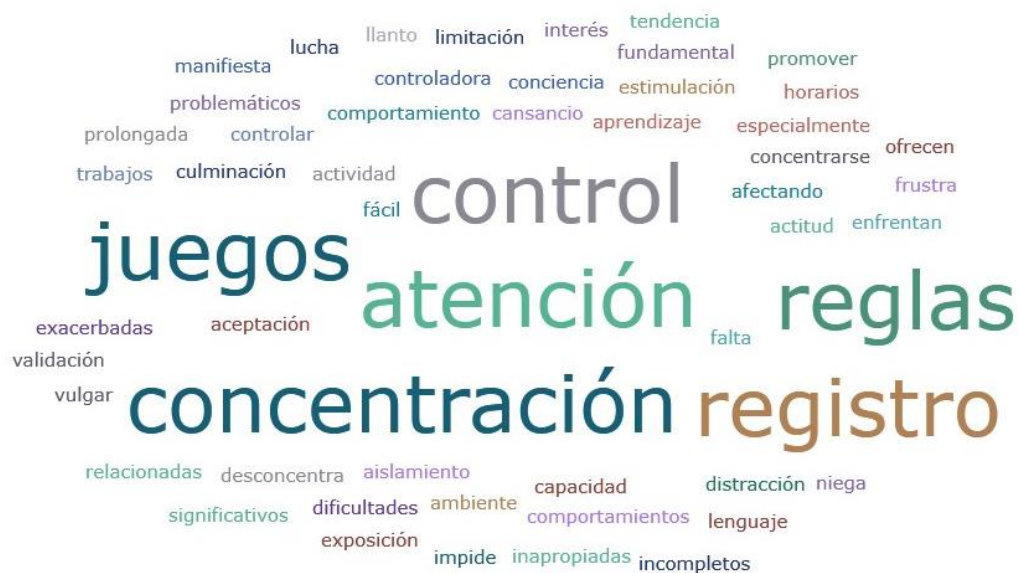 tendencia
lucha llanto limitación interés
fundamental promover
manifiesta
controladora conciencia estimulación horarios
problemáticos
comportamiento cansancio aprendizaje especialmente
prolongada controlar
concentrarse ofrecen
trabajos culminación actividad
control afectando frustra
fácil
actitud enfrentan
juegos
atención reglas
exacerbadas aceptación
falta
validación
vulgar
concentración registro
relacionadas desconcentra aislamiento
capacidad distracción niega
significativos dificultades ambiente
comportamientos lenguaje
exposición
impide inapropiadas incompletos